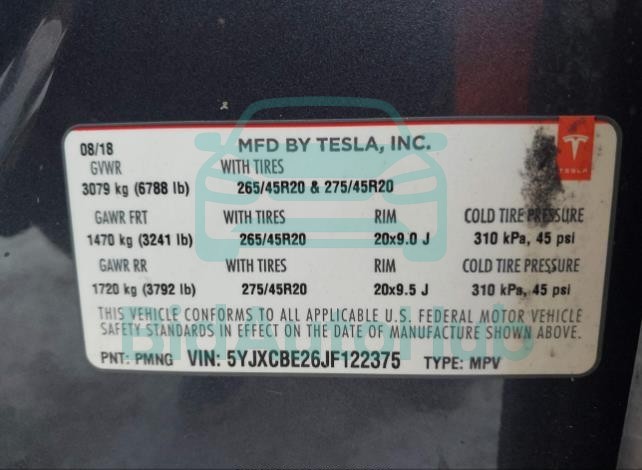 08/18 MFD BY TESLA, INC.
GVWR WITH TIRES
3079 kg (6788 lb) 265/45R20 & 275/45R20
TESLA
GAWR FRT WITH TIRES RIM COLD TIRE PRESSURE
1470 kg (3241 lb) 265/45R20 20x9.0 J 310 kPa, 45 psi
GAWR RR WITH TIRES RIM COLD TIRE PRESSURE
1720 kg (3792 lb) 275/45R20 20x9.5 J 310 kPa, 45 psi
THIS VEHICLE CONFORMS TO ALL APPLICABLE U.S. FEDERAL MOTOR VEHICLE
SAFETY STANDARDS IN EFFECT ON THE DATE OF MANUFACTURE SHOWN ABOVE.
BidAutoHub
PNT: PMNG VIN: 5YJXCBE26JF122375 TYPE: MPV